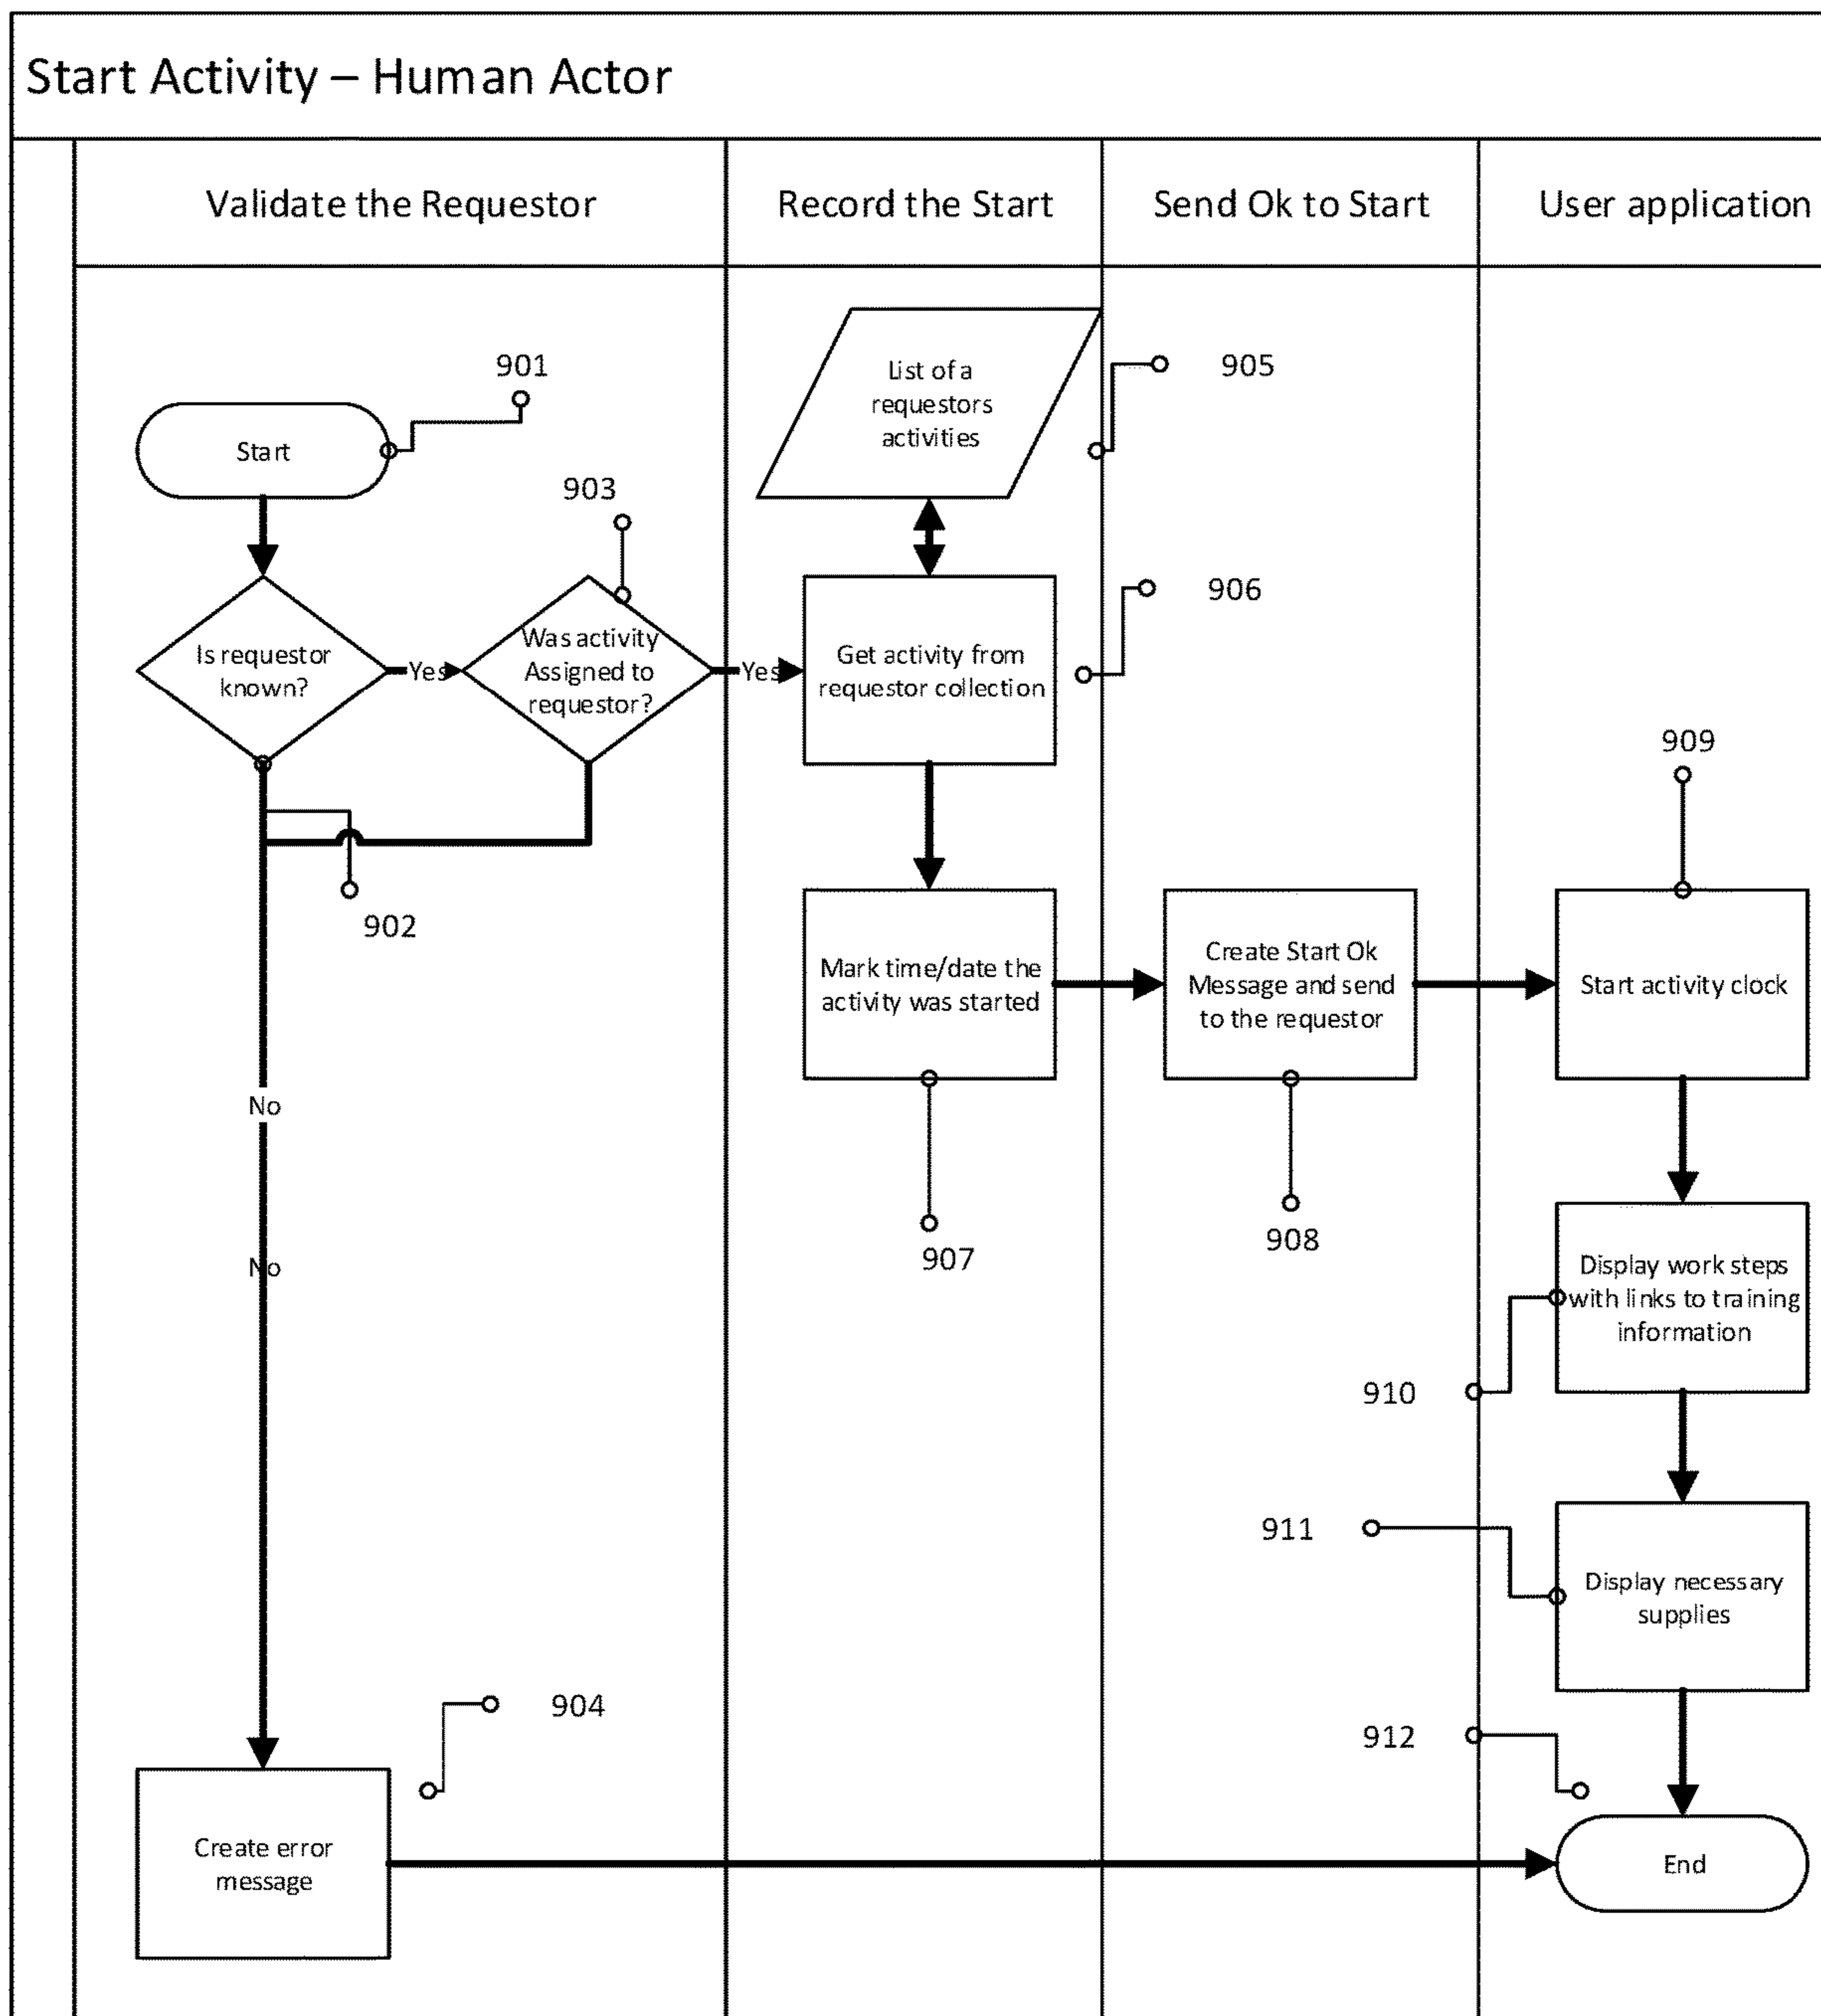 Start Activity – Human Actor
Validate the Requestor
Record the Start
Send Ok to Start
User application
901
Start
903
Is requestor
known?
Yes
Was activity
Assigned to
requestor?
Yes
902
No
No
904
Create error
message
List of a
requestors
activities
905
Get activity from
requestor collection
906
Mark time/date the
activity was started
907
Create Start Ok
Message and send
to the requestor
908
909
Start activity clock
Display work steps
with links to training
information
910
911
Display necessary
supplies
912
End